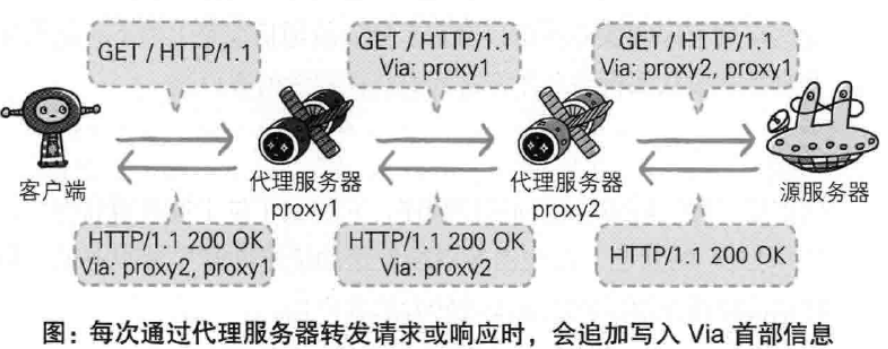 GET / HTTP/1.1
GET / HTTP/1.1
Via: proxy1
GET / HTTP/1.1
Via: proxy2, proxy1
客户端
代理服务器
proxy1
代理服务器
proxy2
源服务器
HTTP/1.1 200 OK
Via: proxy2, proxy1
HTTP/1.1 200 OK
Via: proxy2
HTTP/1.1 200 OK
图：每次通过代理服务器转发请求或响应时，会追加写入 Via 首部信息